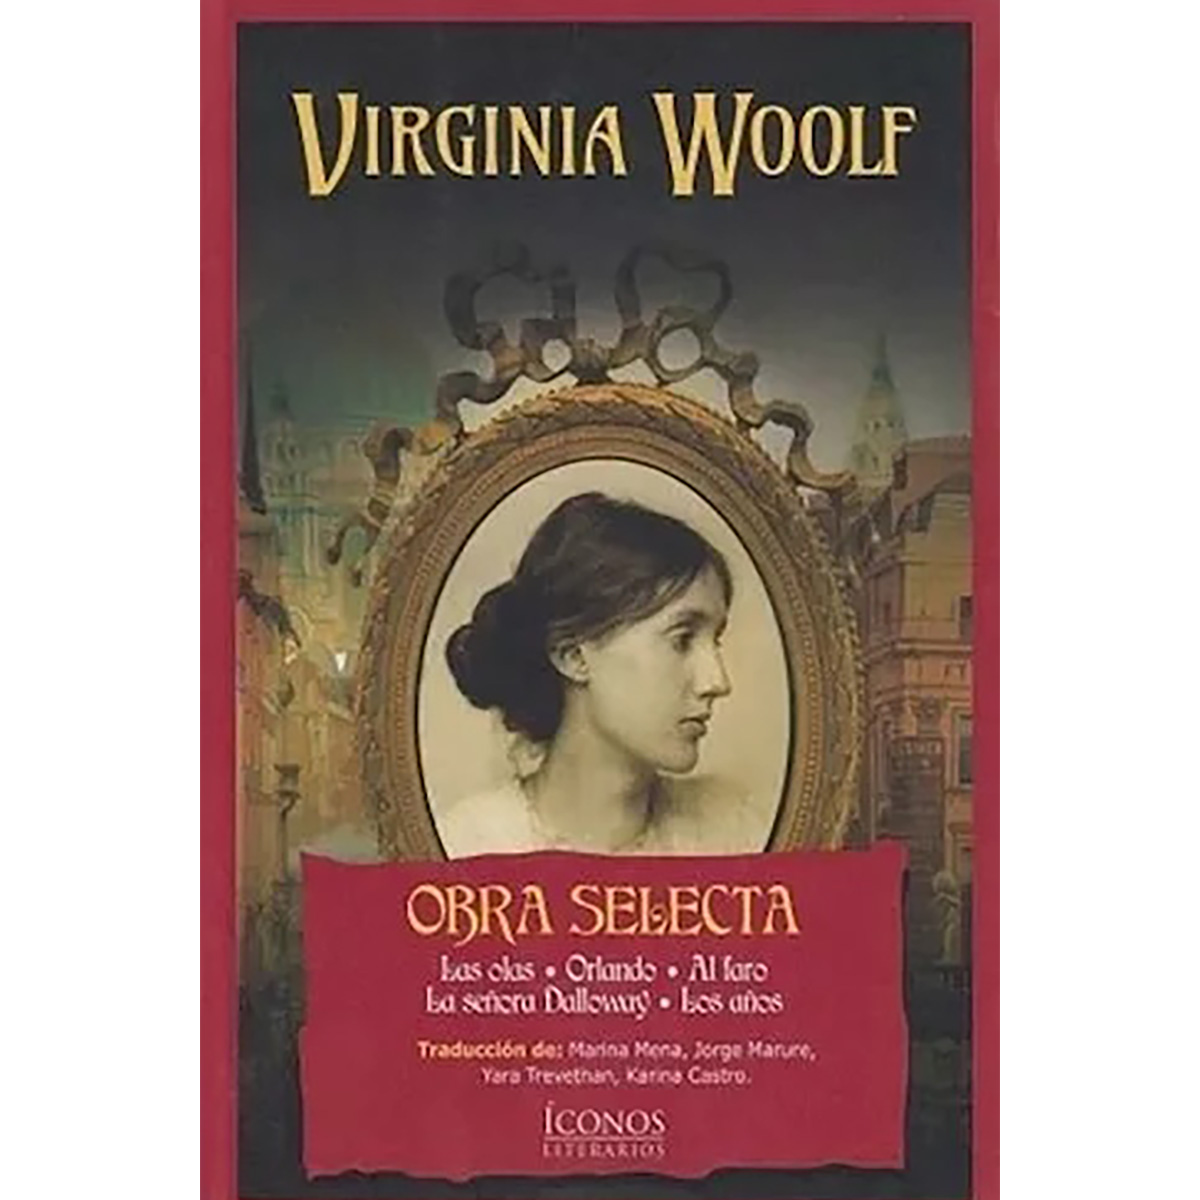 VIRGINIA WOOLF
OBRA SELECTA
Las olas • Orlando • Al faro
La señora Dalloway • Los años
Traducción de: Marina Mena, Jorge Marure,
Yara Trevethan, Karina Castro.
ÍCONOS
LITERARIOS